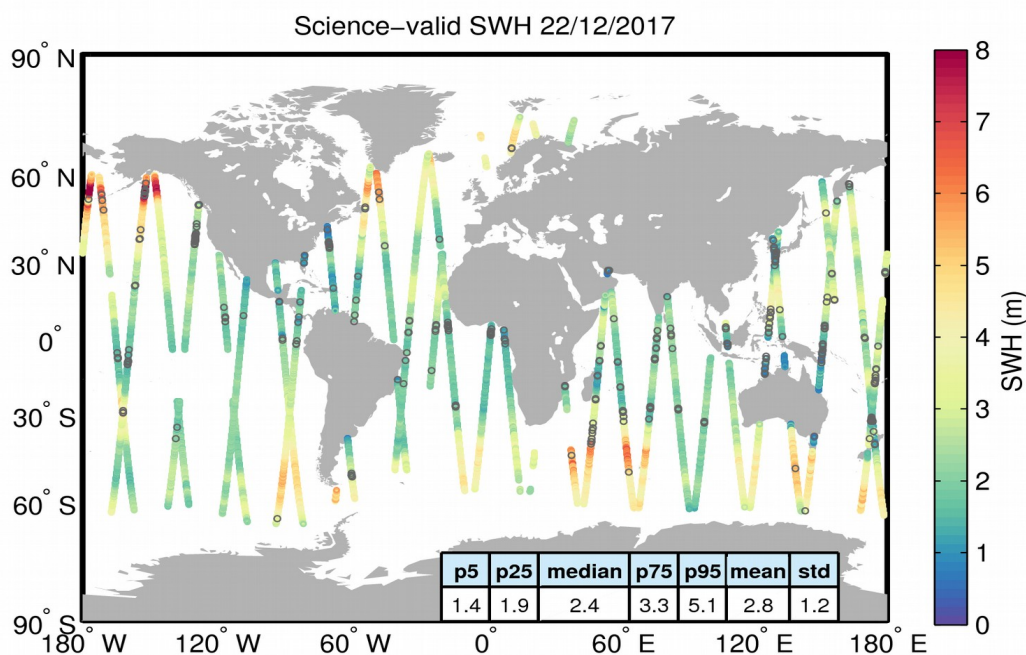 Science−valid SWH 22/12/2017
90° N
60° N
30° N
0°
30° S
60° S
90° S
180° W
120° W
60° W
0°
60° E
120° E
180° E
p5 p25 median p75 p95 mean std
1.4 1.9 2.4 3.3 5.1 2.8 1.2
8
7
6
5
4
3
2
1
0
SWH (m)